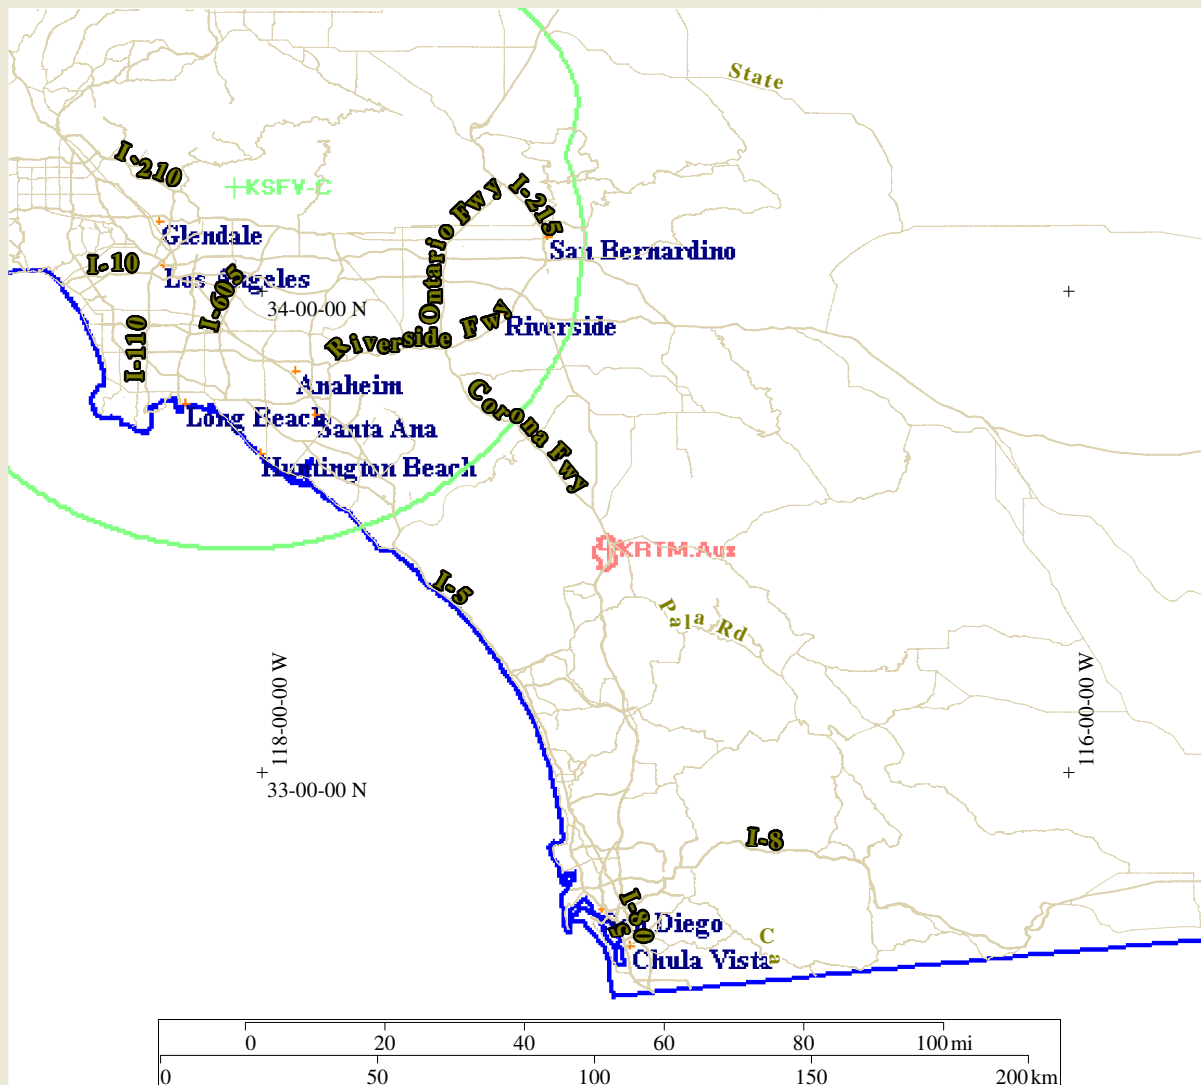 State
I-210
KSFV-C
Ontario Fwy
I-215
Glendale
San Bernardino
I-10
Los Angeles
I-605
34-00-00 N
I-110
Riverside Fwy
Riverside
Anaheim
Corona Fwy
Long Beach
Santa Ana
Huntington Beach
KRTM.Aux
I-5
Pala Rd
118-00-00 W
116-00-00 W
33-00-00 N
I-8
San Diego
Ca
Chula Vista
0 20 40 60 80 100 mi
0 50 100 150 200 km